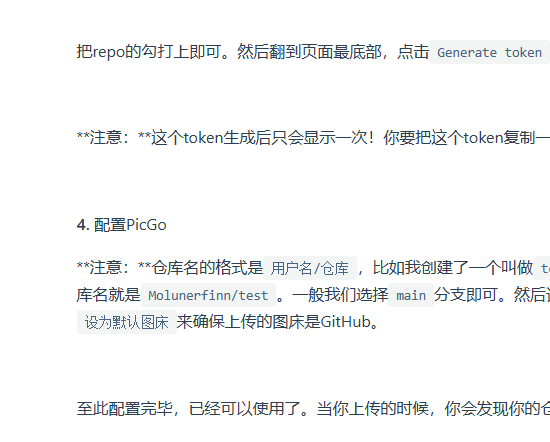 把repo的勾打上即可。然后翻到页面最底部，点击 Generate token
**注意：**这个token生成后只会显示一次！你要把这个token复制一
4. 配置PicGo
**注意：**仓库名的格式是 用户名/仓库 ，比如我创建了一个叫做
库名就是 Molunerfinn/test 。一般我们选择 main 分支即可。然后
设为默认图床 来确保上传的图床是GitHub。
至此配置完毕，已经可以使用了。当你上传的时候，你会发现你的